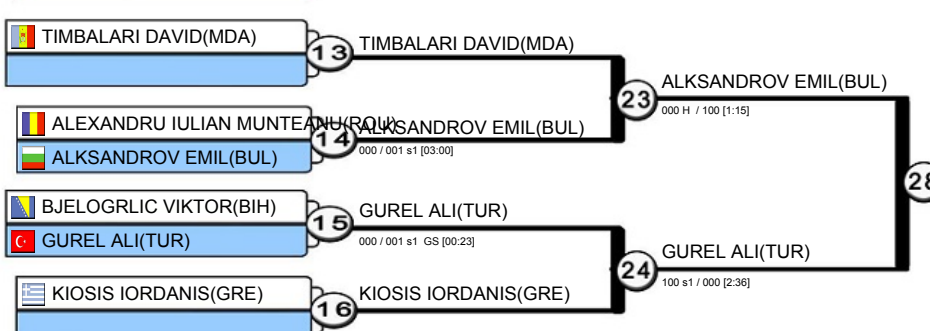 TIMBALARI DAVID(MDA)
13
TIMBALARI DAVID(MDA)
23
ALKSANDROV EMIL(BUL)
000 H / 100 [1:15]
ALEXANDRU IULIAN MUNTEANU(ROU)
14
ALKSANDROV EMIL(BUL)
000 / 001 s1 [03:00]
ALKSANDROV EMIL(BUL)
28
BJELOGRLIC VIKTOR(BIH)
15
GUREL ALI(TUR)
000 / 001 s1 GS [00:23]
GUREL ALI(TUR)
24
GUREL ALI(TUR)
100 s1 / 000 [2:36]
KIOSIS IORDANIS(GRE)
16
KIOSIS IORDANIS(GRE)